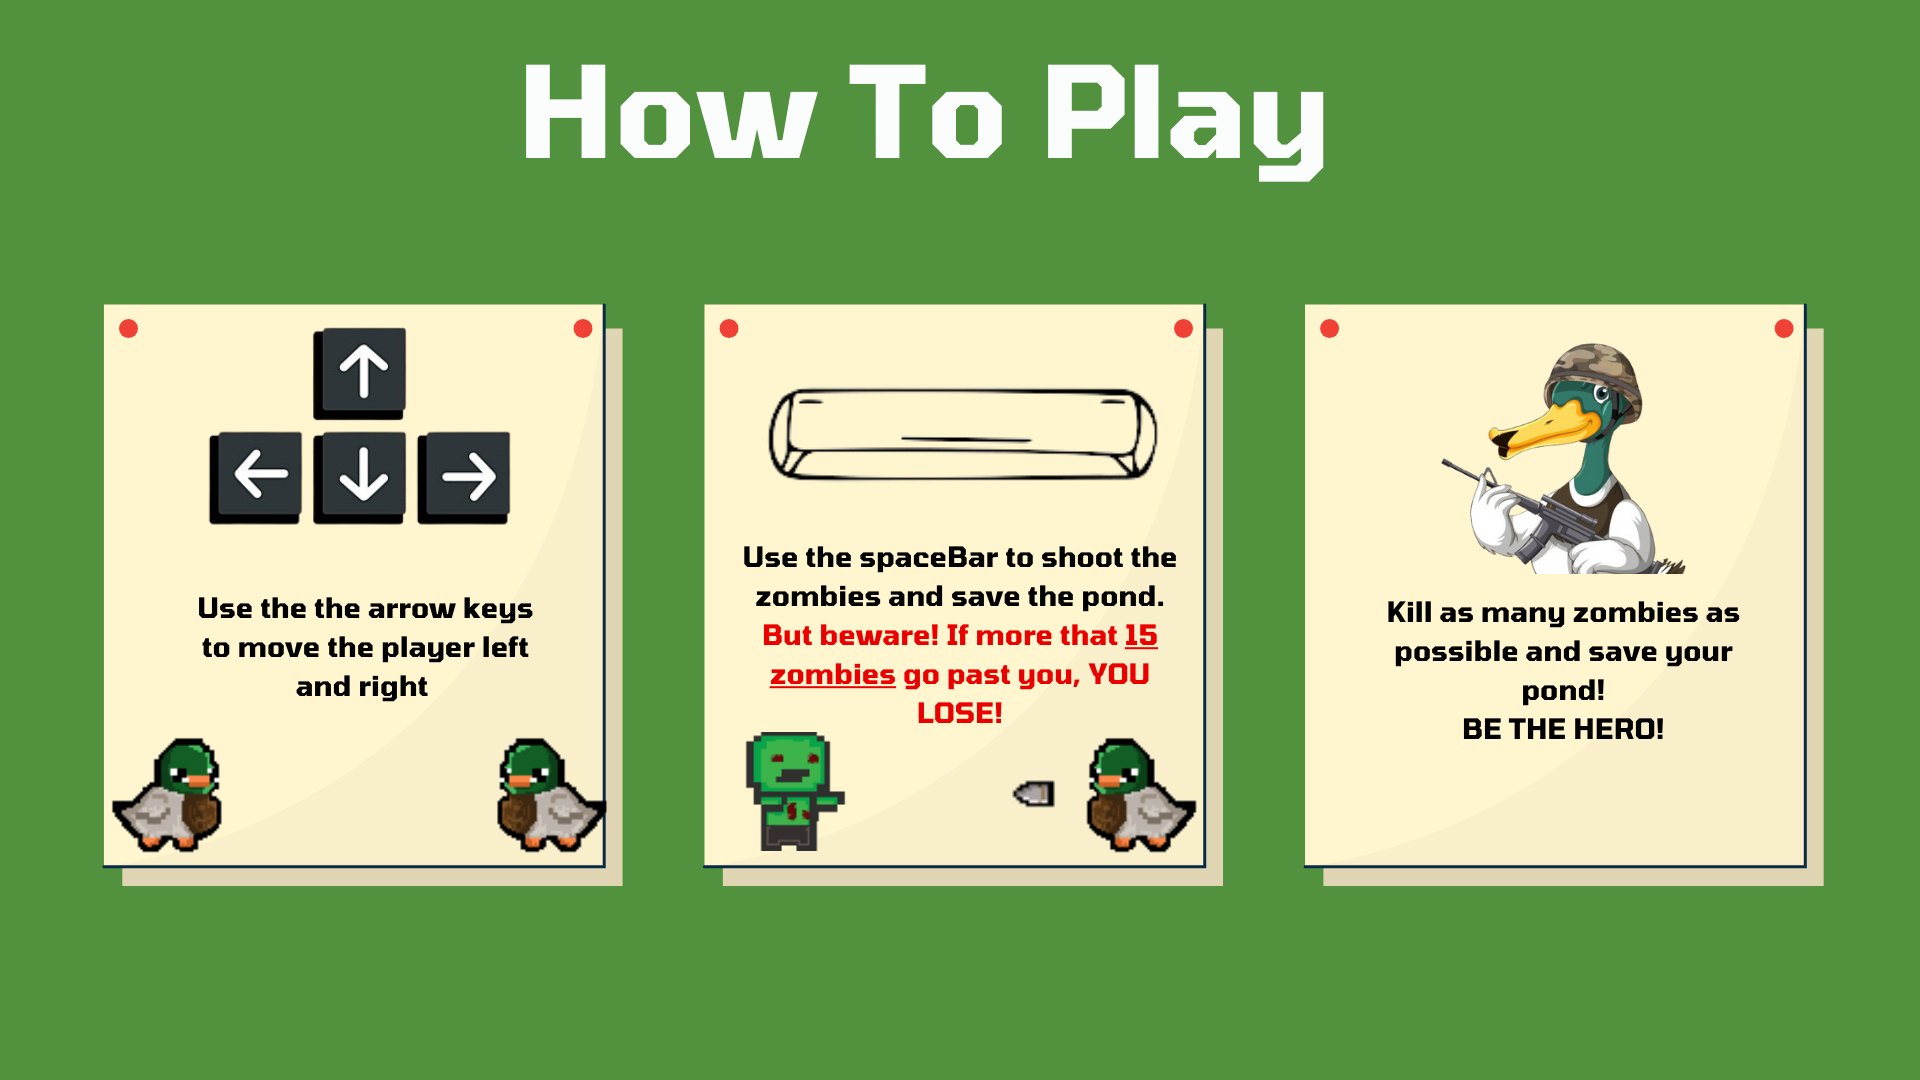 How To Play
Use the the arrow keys
to move the player left
and right
Use the spaceBar to shoot the
zombies and save the pond.
But beware! If more that 15
zombies go past you, YOU
LOSE!
Kill as many zombies as
possible and save your
pond!
BE THE HERO!